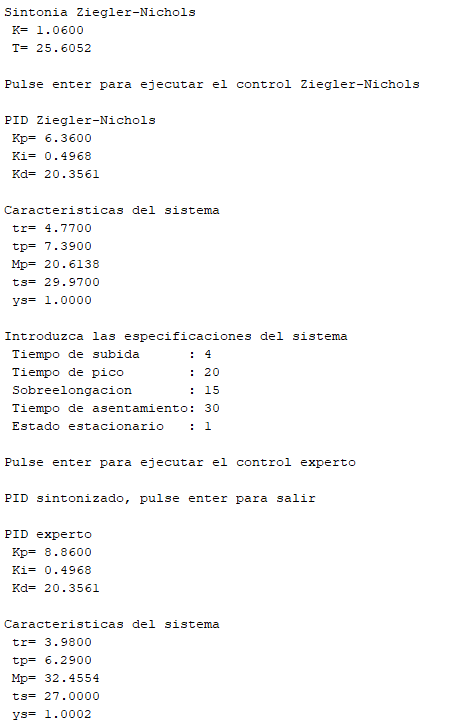 Sintonia Ziegler-Nichols
K= 1.0600
T= 25.6052
Pulse enter para ejecutar el control Ziegler-Nichols
PID Ziegler-Nichols
Kp= 6.3600
Ki= 0.4968
Kd= 20.3561
Caracteristicas del sistema
tr= 4.7700
tp= 7.3900
Mp= 20.6138
ts= 29.9700
ys= 1.0000
Introduzca las especificaciones del sistema
Tiempo de subida : 4
Tiempo de pico : 20
Sobreelongacion : 15
Tiempo de asentamiento: 30
Estado estacionario : 1
Pulse enter para ejecutar el control experto
PID sintonizado, pulse enter para salir
PID experto
Kp= 8.8600
Ki= 0.4968
Kd= 20.3561
Caracteristicas del sistema
tr= 3.9800
tp= 6.2900
Mp= 32.4554
ts= 27.0000
ys= 1.0002